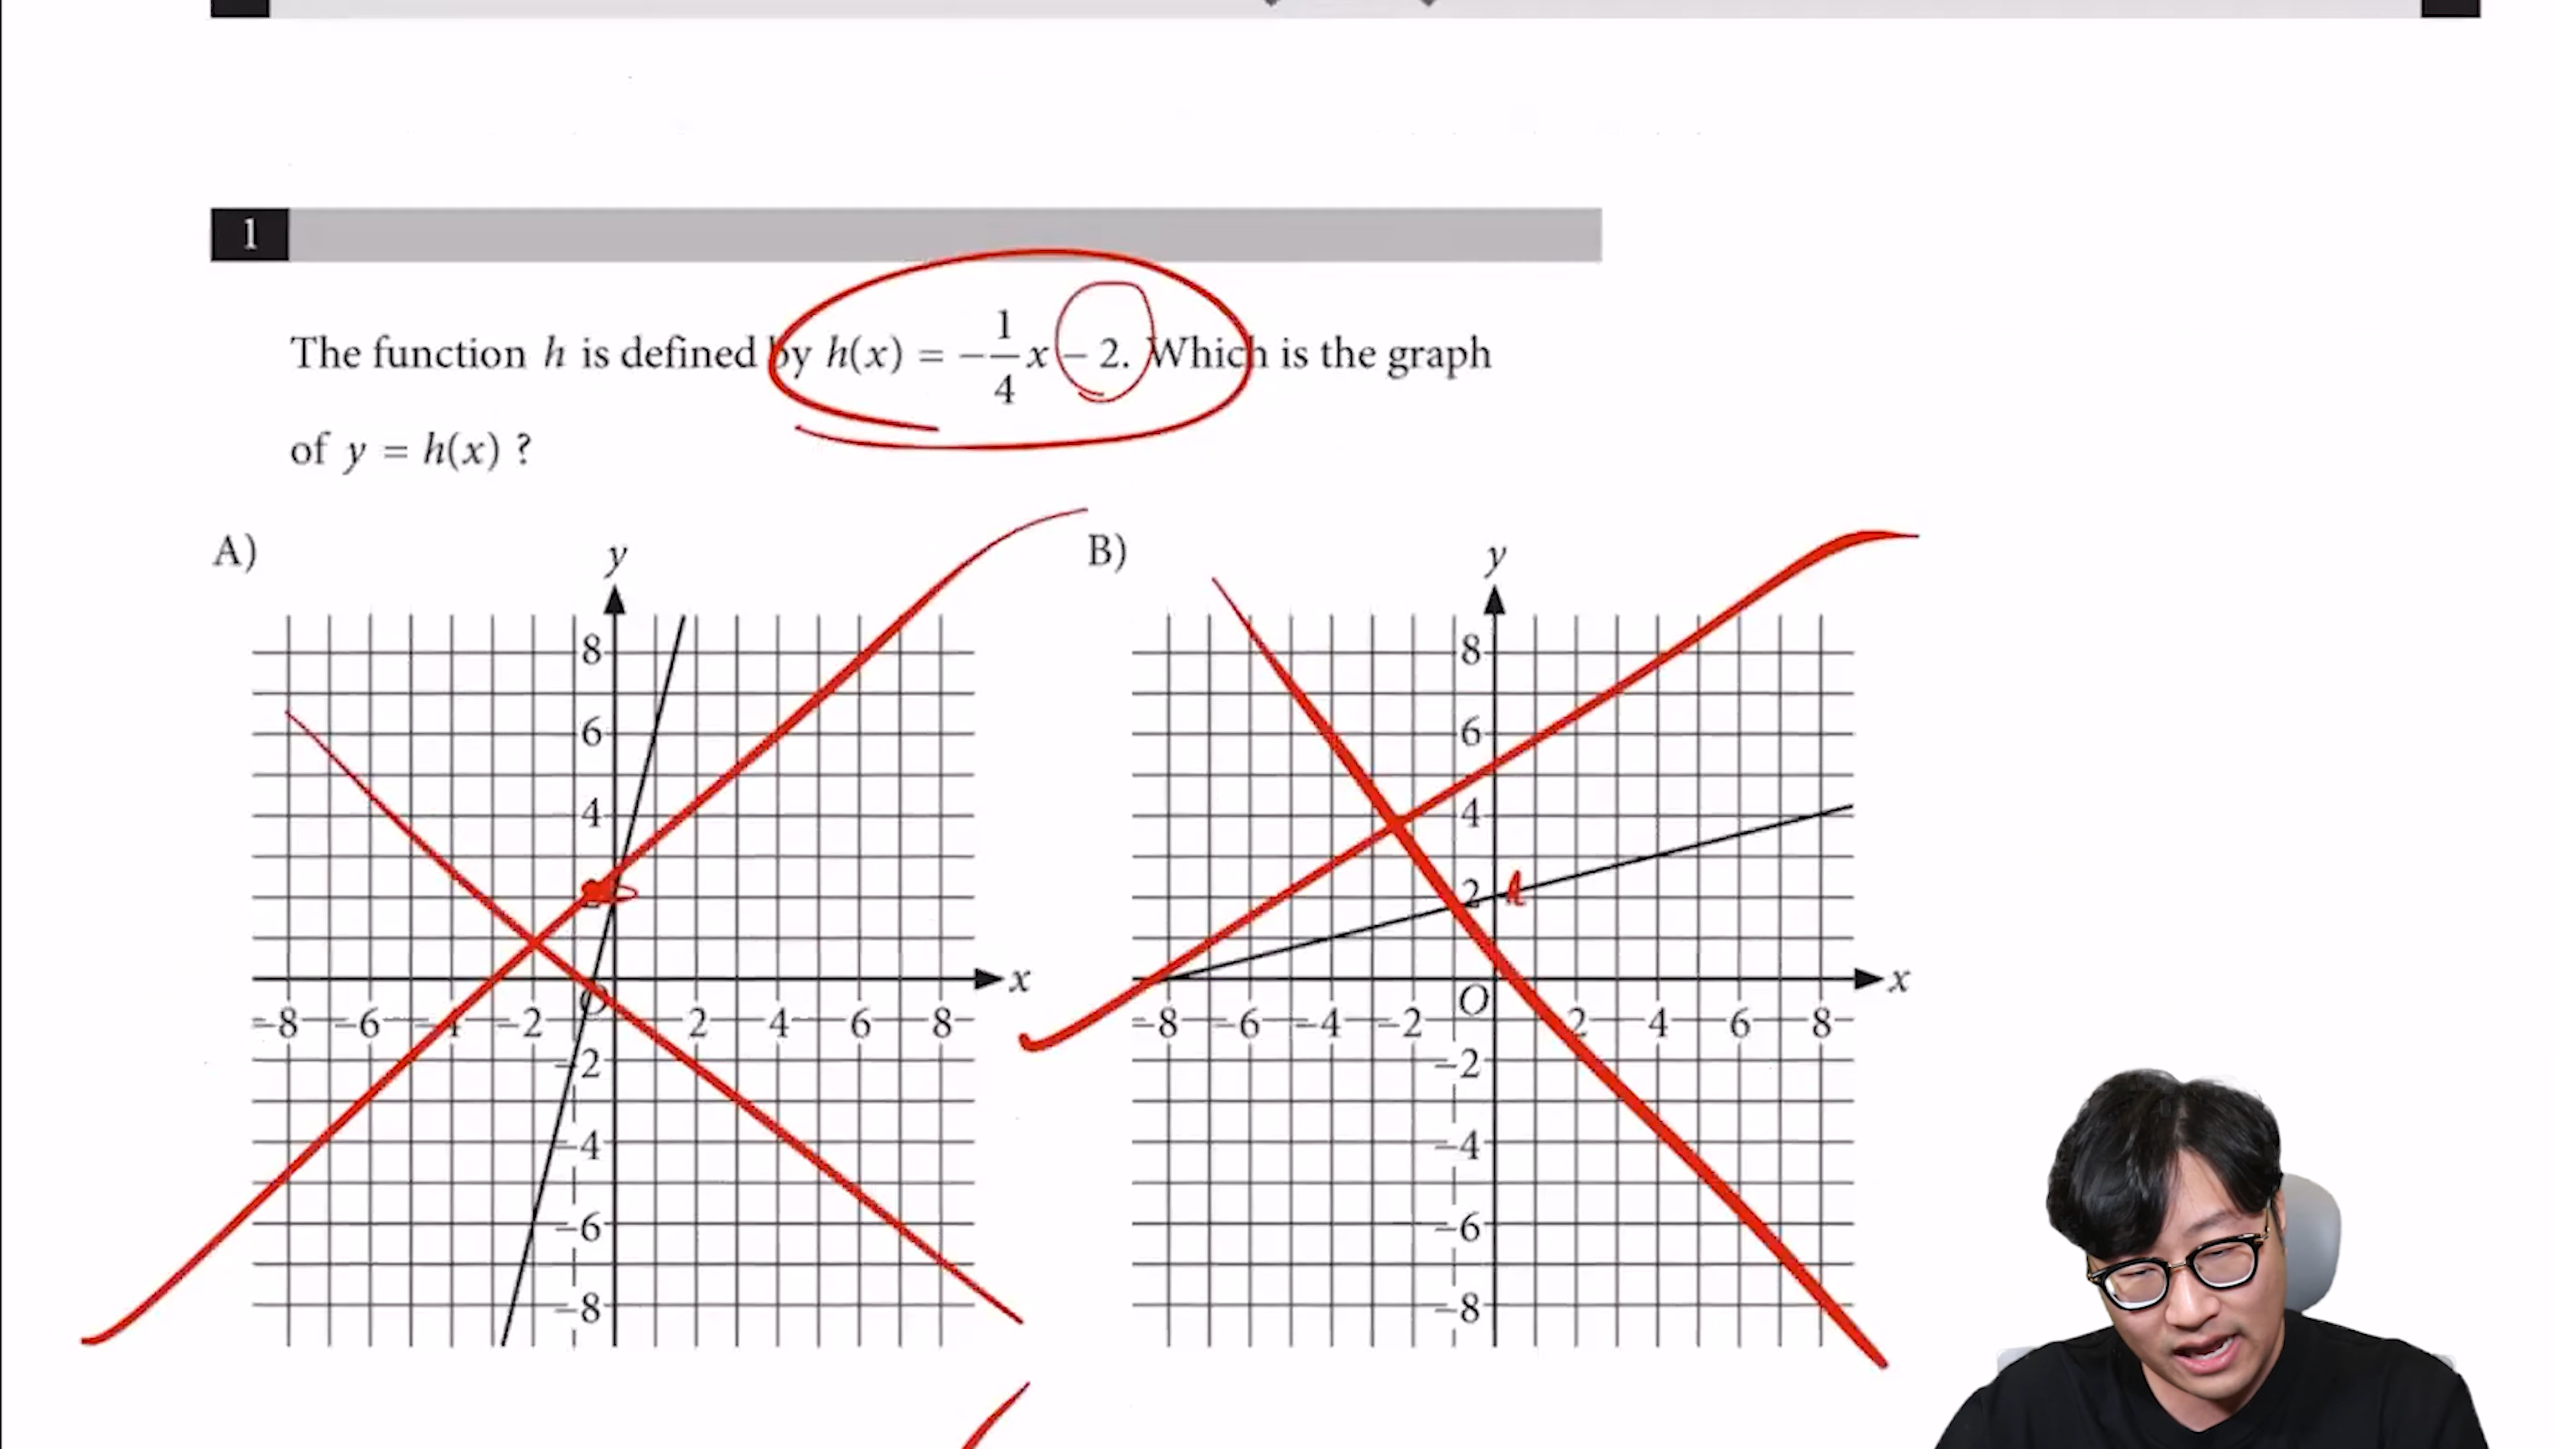 1
The function h is defined by h(x) = -1/4 x - 2. Which is the graph
of y = h(x) ?
A)
y
8
6
4
2
O
x
-8 -6 -4 -2 2 4 6 8
-2
-4
-6
-8
B)
y
8
6
4
2
O
x
-8 -6 -4 -2 2 4 6 8
-2
-4
-6
-8